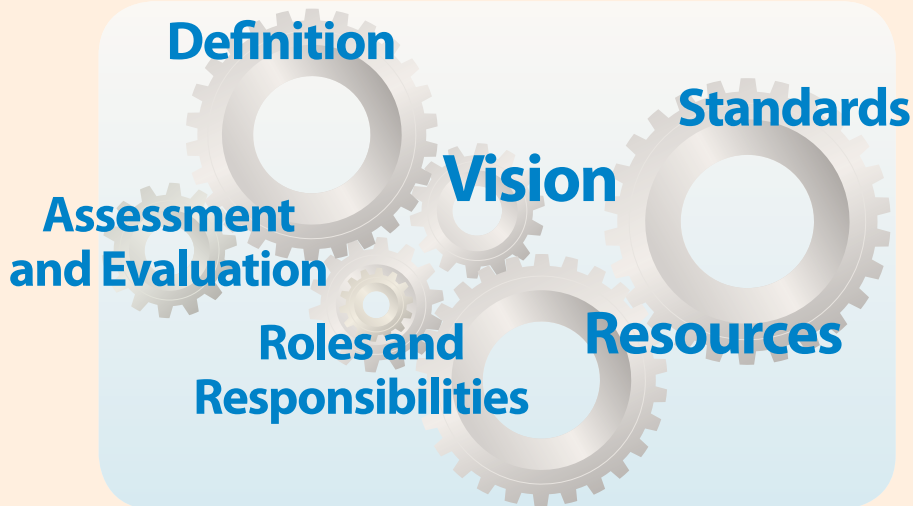 Definition
Standards
Vision
Assessment
and Evaluation
Resources
Roles and
Responsibilities